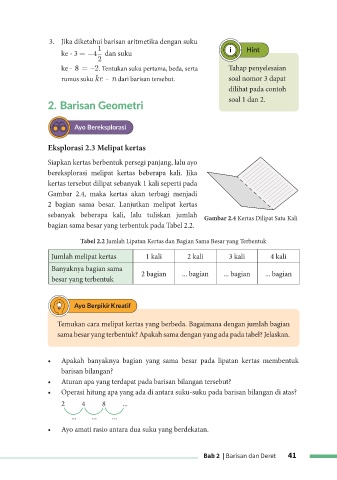 3. Jika diketahui barisan aritmetika dengan suku
ke - 3 = −4 1/2 dan suku
ke - 8 = −2. Tentukan suku pertama, beda, serta
rumus suku ke - n dari barisan tersebut.
Hint
Tahap penyelesaian
soal nomor 3 dapat
dilihat pada contoh
soal 1 dan 2.
2. Barisan Geometri
Ayo Bereksplorasi
Eksplorasi 2.3 Melipat kertas
Siapkan kertas berbentuk persegi panjang, lalu ayo
bereksplorasi melipat kertas beberapa kali. Jika
kertas tersebut dilipat sebanyak 1 kali seperti pada
Gambar 2.4, maka kertas akan terbagi menjadi
2 bagian sama besar. Lanjutkan melipat kertas
sebanyak beberapa kali, lalu tuliskan jumlah
bagian sama besar yang terbentuk pada Tabel 2.2.
Gambar 2.4 Kertas Dilipat Satu Kali
Tabel 2.2 Jumlah Lipatan Kertas dan Bagian Sama Besar yang Terbentuk
Jumlah melipat kertas 1 kali 2 kali 3 kali 4 kali
Banyaknya bagian sama
besar yang terbentuk 2 bagian ... bagian ... bagian ... bagian
Ayo Berpikir Kreatif
Temukan cara melipat kertas yang berbeda. Bagaimana dengan jumlah bagian
sama besar yang terbentuk? Apakah sama dengan yang ada pada tabel? Jelaskan.
• Apakah banyaknya bagian yang sama besar pada lipatan kertas membentuk
barisan bilangan?
• Aturan apa yang terdapat pada barisan bilangan tersebut?
• Operasi hitung apa yang ada di antara suku-suku pada barisan bilangan di atas?
2 4 8 ...
... ... ...
• Ayo amati rasio antara dua suku yang berdekatan.
Bab 2 | Barisan dan Deret 41